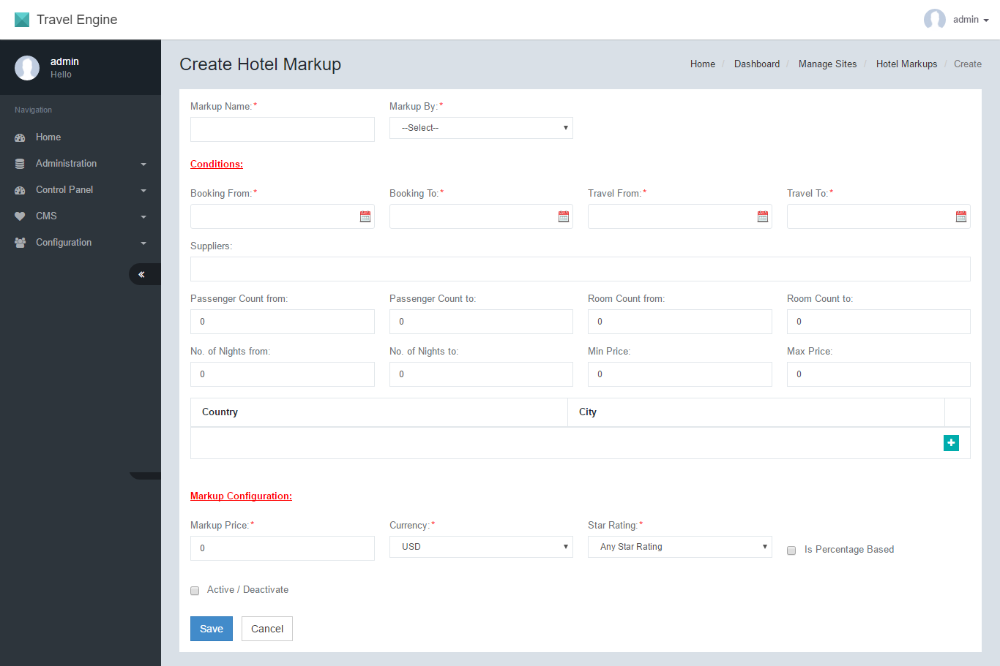 Travel Engine
admin
admin
Hello
Navigation
Home
Administration
Control Panel
CMS
Configuration
Create Hotel Markup
Home / Dashboard / Manage Sites / Hotel Markups / Create
Markup Name:* Markup By:*
--Select--
Conditions:
Booking From:* Booking To:* Travel From:* Travel To:*
Suppliers:
Passenger Count from: Passenger Count to: Room Count from: Room Count to:
0 0 0 0
No. of Nights from: No. of Nights to: Min Price: Max Price:
0 0 0 0
Country City
Markup Configuration:
Markup Price:* Currency:* Star Rating:*
0 USD Any Star Rating Is Percentage Based
Active / Deactivate
Save Cancel